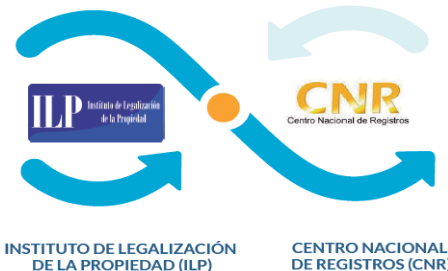 ILP Instituto de Legalización
de la Propiedad
CNR
Centro Nacional de Registros
INSTITUTO DE LEGALIZACIÓN
DE LA PROPIEDAD (ILP)
CENTRO NACIONAL
DE REGISTROS (CNR